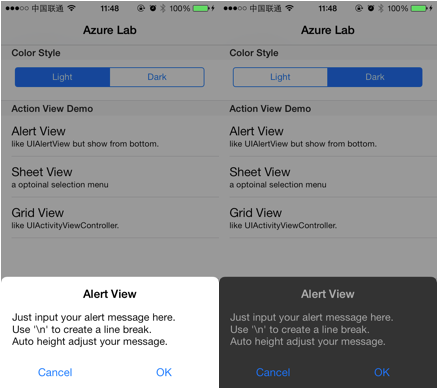 中国联通 11:48 100%
Azure Lab
Color Style
Light Dark
Action View Demo
Alert View
like UIAlertView but show from bottom.
Sheet View
a optoinal selection menu
Grid View
like UIActivityViewController.
Alert View
Just input your alert message here.
Use '\n' to create a line break.
Auto height adjust your message.
Cancel OK
中国联通 11:48 100%
Azure Lab
Color Style
Light Dark
Action View Demo
Alert View
like UIAlertView but show from bottom.
Sheet View
a optoinal selection menu
Grid View
like UIActivityViewController.
Alert View
Just input your alert message here.
Use '\n' to create a line break.
Auto height adjust your message.
Cancel OK